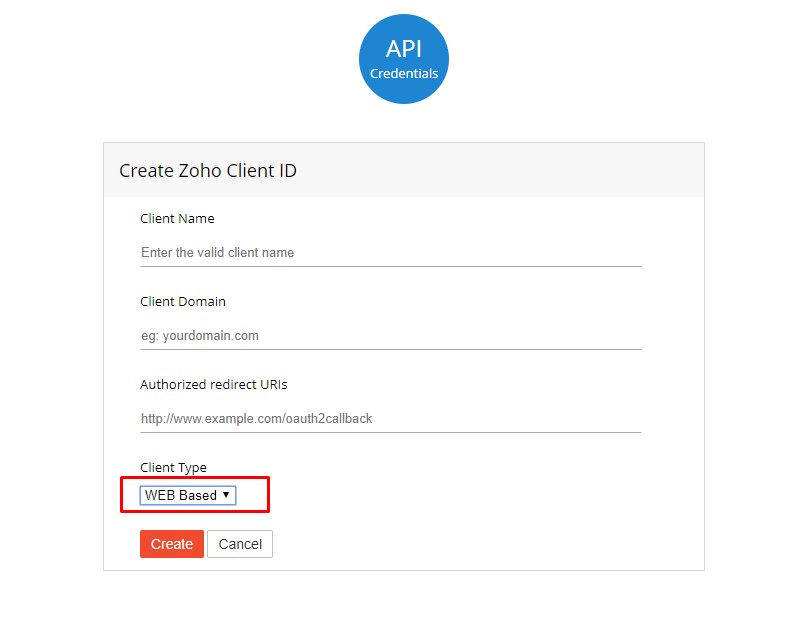 API
Credentials
Create Zoho Client ID
Client Name
Enter the valid client name
Client Domain
eg: yourdomain.com
Authorized redirect URIs
http://www.example.com/oauth2callback
Client Type
WEB Based ▼
Create Cancel